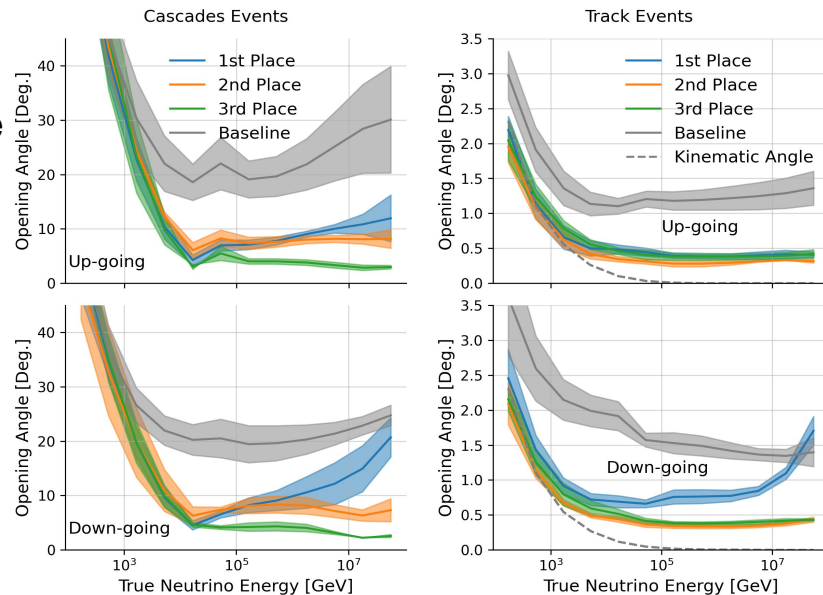 Cascades Events
Track Events
Opening Angle [Deg.]
40
30
20
10
0
1st Place
2nd Place
3rd Place
Baseline
Up-going
Opening Angle [Deg.]
3.5
3.0
2.5
2.0
1.5
1.0
0.5
0.0
1st Place
2nd Place
3rd Place
Baseline
Kinematic Angle
Up-going
Opening Angle [Deg.]
40
30
20
10
0
Down-going
10³
10⁵
10⁷
True Neutrino Energy [GeV]
Opening Angle [Deg.]
3.5
3.0
2.5
2.0
1.5
1.0
0.5
0.0
Down-going
10³
10⁵
10⁷
True Neutrino Energy [GeV]